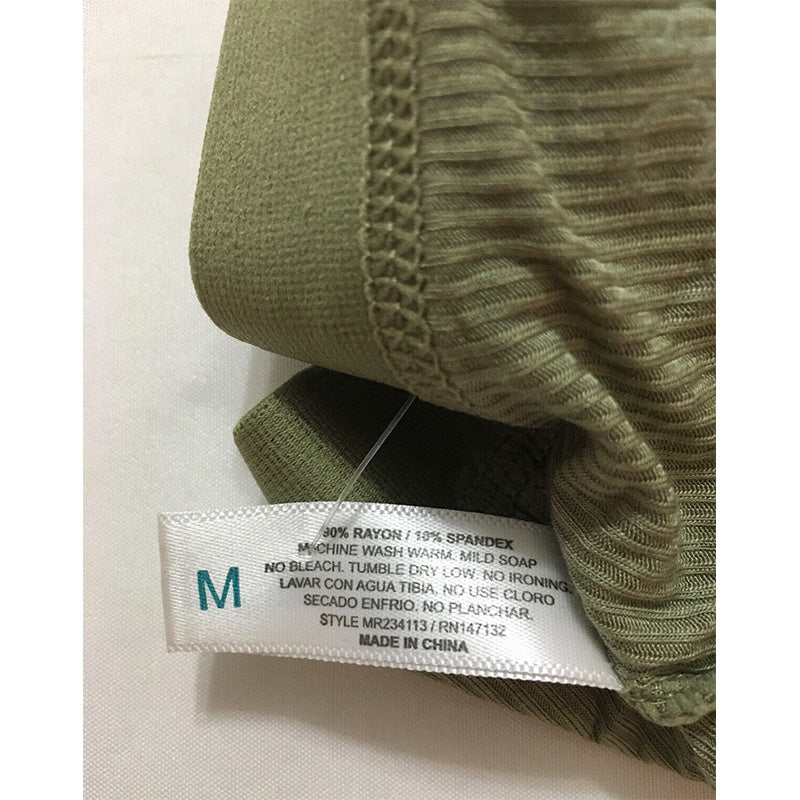 90% RAYON / 10% SPANDEX
MACHINE WASH WARM. MILD SOAP
NO BLEACH. TUMBLE DRY LOW. NO IRONING.
LAVAR CON AGUA TIBIA. NO USE CLORO
SECADO ENFRIO. NO PLANCHAR.
STYLE MR234113 / RN147132
MADE IN CHINA
M